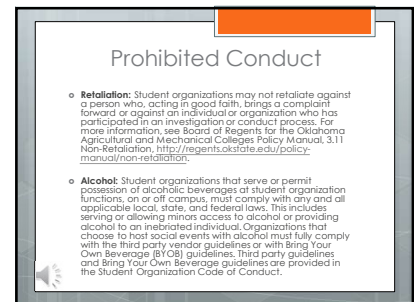 Prohibited Conduct
Retaliation: Student organizations may not retaliate against
a person who, acting in good faith, brings a complaint
forward or against an individual or organization who has
participated in an investigation or conduct process. For
more information, see Board of Regents for the Oklahoma
Agricultural and Mechanical Colleges Policy Manual, 3.11
Non-Retaliation, http://regents.okstate.edu/policy-
manual/non-retaliation.
Alcohol: Student organizations that serve or permit
possession of alcoholic beverages at student organization
functions, on or off campus, must comply with any and all
applicable local, state, and federal laws. This includes
serving or allowing minors access to alcohol or providing
alcohol to an inebriated individual. Organizations that
choose to host social events with alcohol must fully comply
with the third party vendor guidelines or with Bring Your
Own Beverage (BYOB) guidelines. Third party guidelines
and Bring Your Own Beverage guidelines are provided in
the Student Organization Code of Conduct.